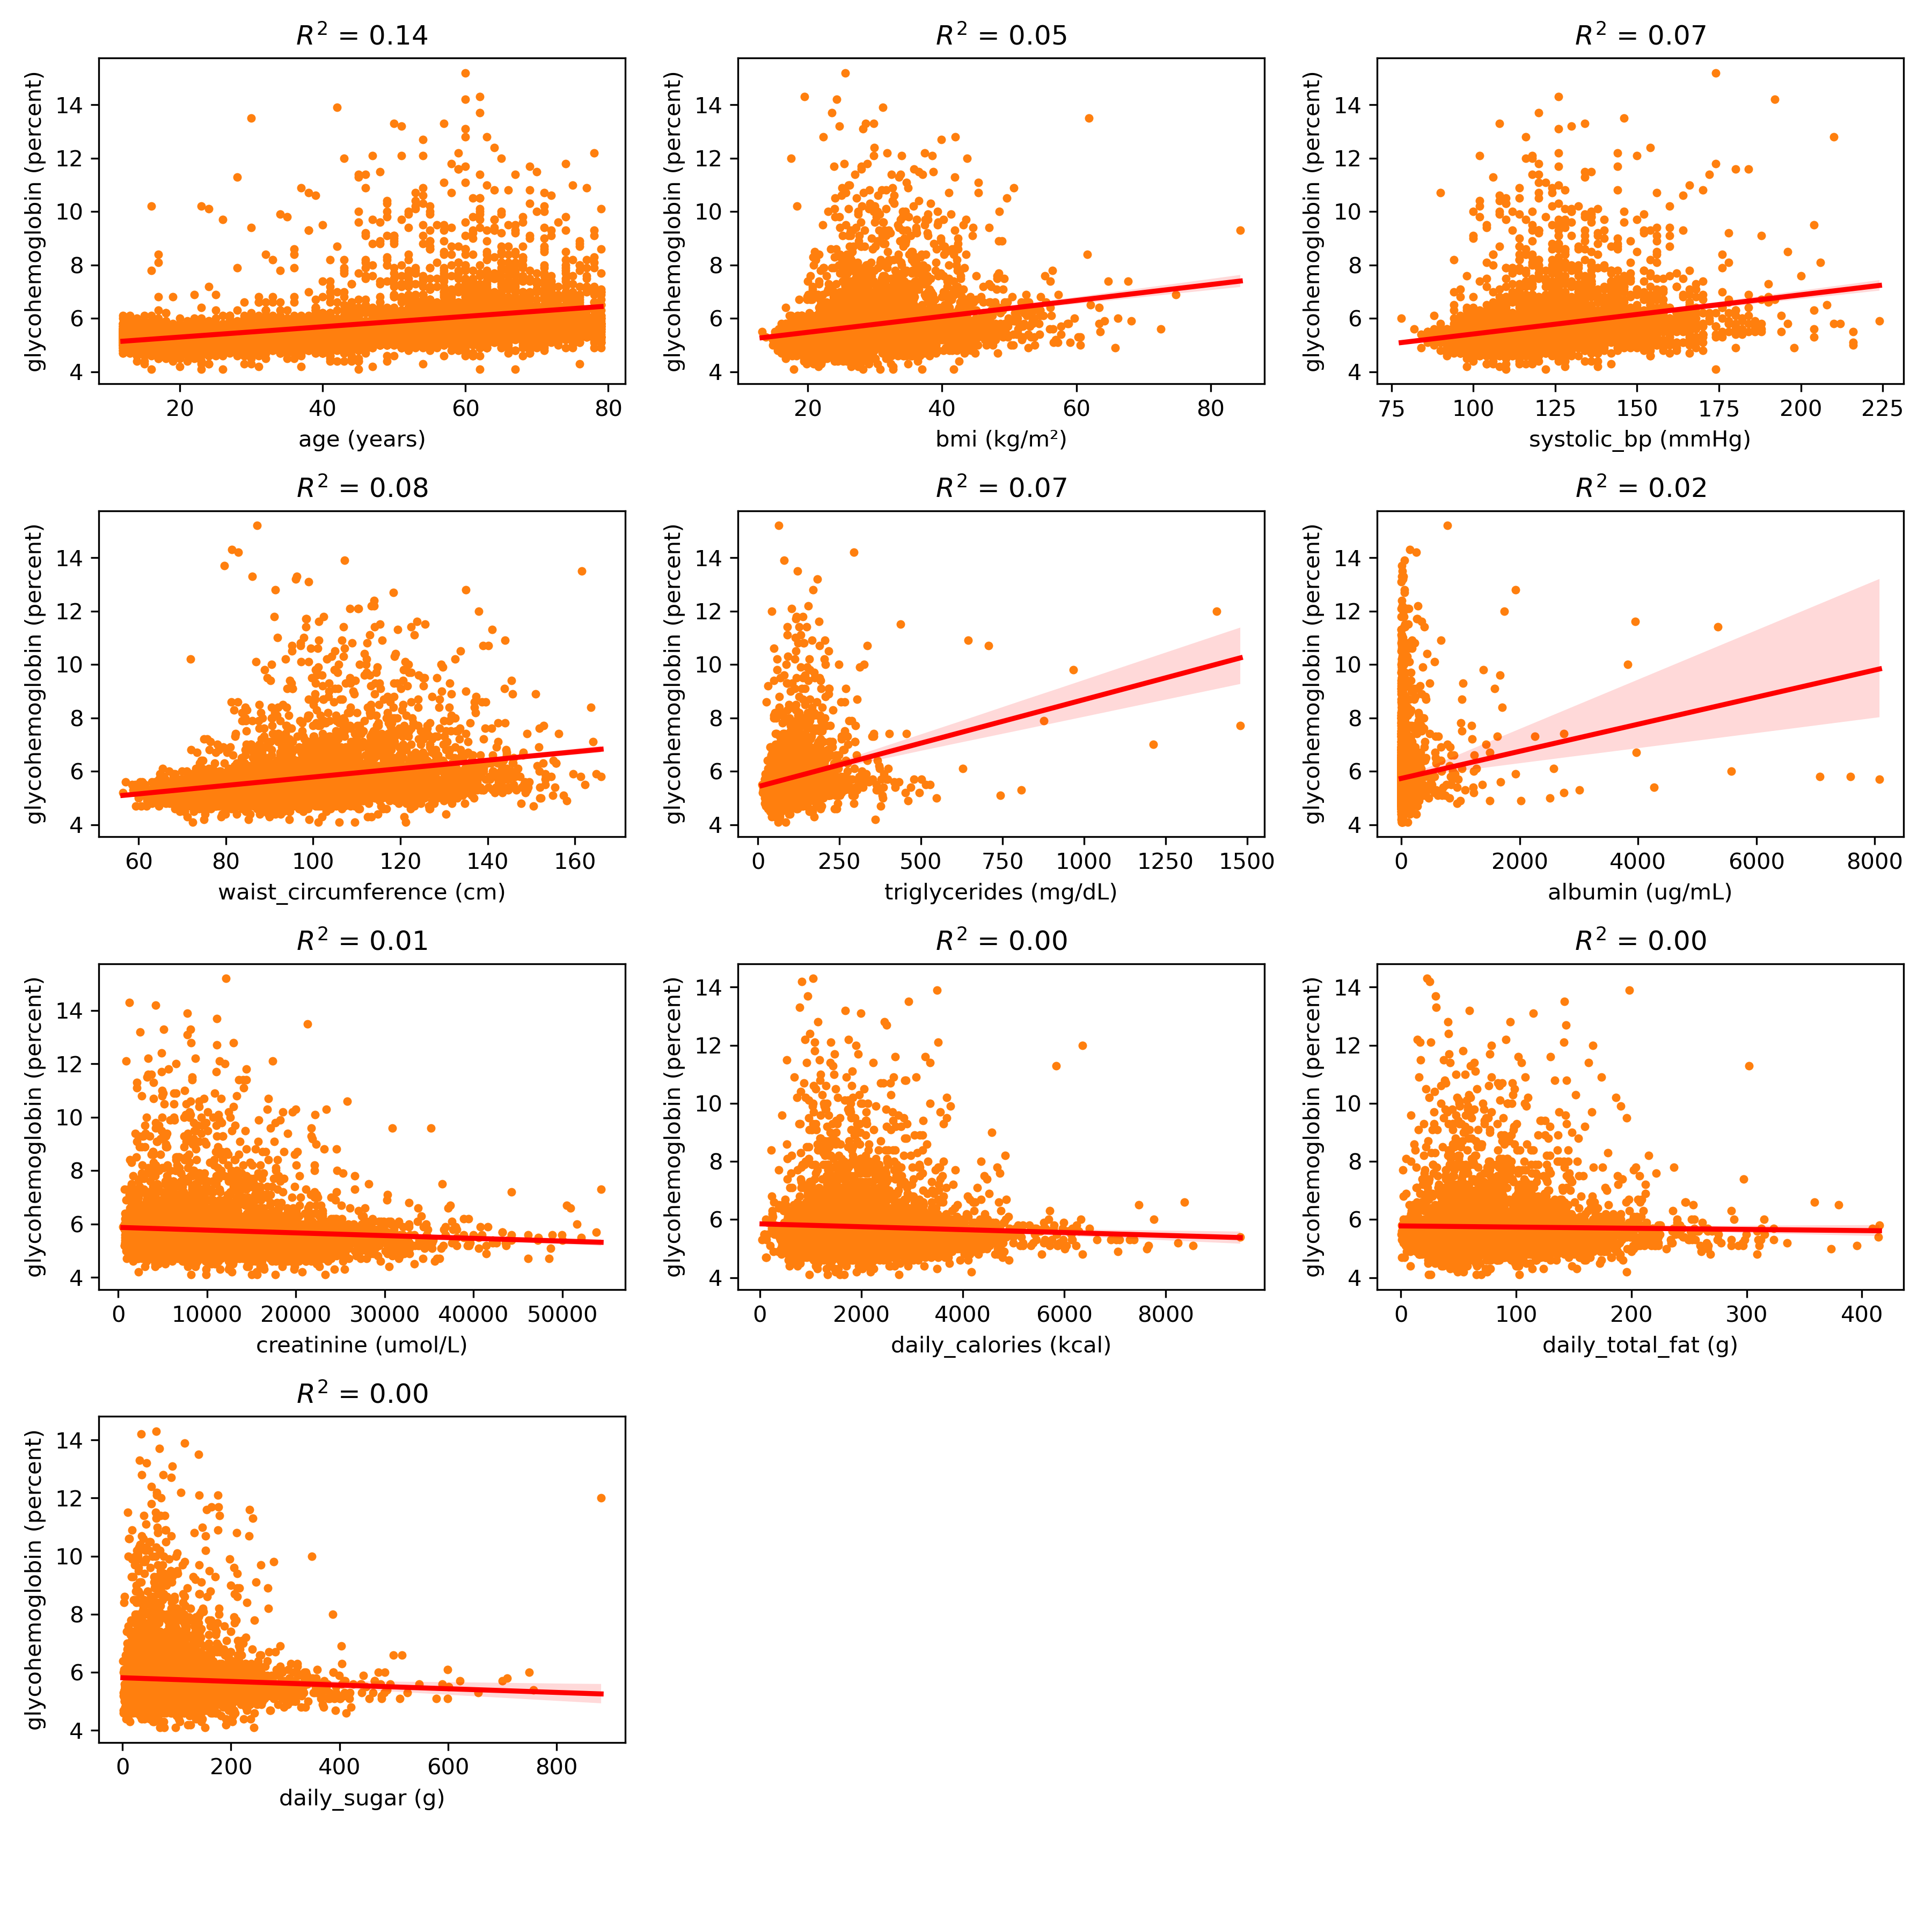 R² = 0.14
glycohemoglobin (percent)
14
12
10
8
6
4
20 40 60 80
age (years)
R² = 0.05
glycohemoglobin (percent)
14
12
10
8
6
4
20 40 60 80
bmi (kg/m²)
R² = 0.07
glycohemoglobin (percent)
14
12
10
8
6
4
75 100 125 150 175 200 225
systolic_bp (mmHg)
R² = 0.08
glycohemoglobin (percent)
14
12
10
8
6
4
60 80 100 120 140 160
waist_circumference (cm)
R² = 0.07
glycohemoglobin (percent)
14
12
10
8
6
4
0 250 500 750 1000 1250 1500
triglycerides (mg/dL)
R² = 0.02
glycohemoglobin (percent)
14
12
10
8
6
4
0 2000 4000 6000 8000
albumin (ug/mL)
R² = 0.01
glycohemoglobin (percent)
14
12
10
8
6
4
0 10000 20000 30000 40000 50000
creatinine (umol/L)
R² = 0.00
glycohemoglobin (percent)
14
12
10
8
6
4
0 2000 4000 6000 8000
daily_calories (kcal)
R² = 0.00
glycohemoglobin (percent)
14
12
10
8
6
4
0 100 200 300 400
daily_total_fat (g)
R² = 0.00
glycohemoglobin (percent)
14
12
10
8
6
4
0 200 400 600 800
daily_sugar (g)